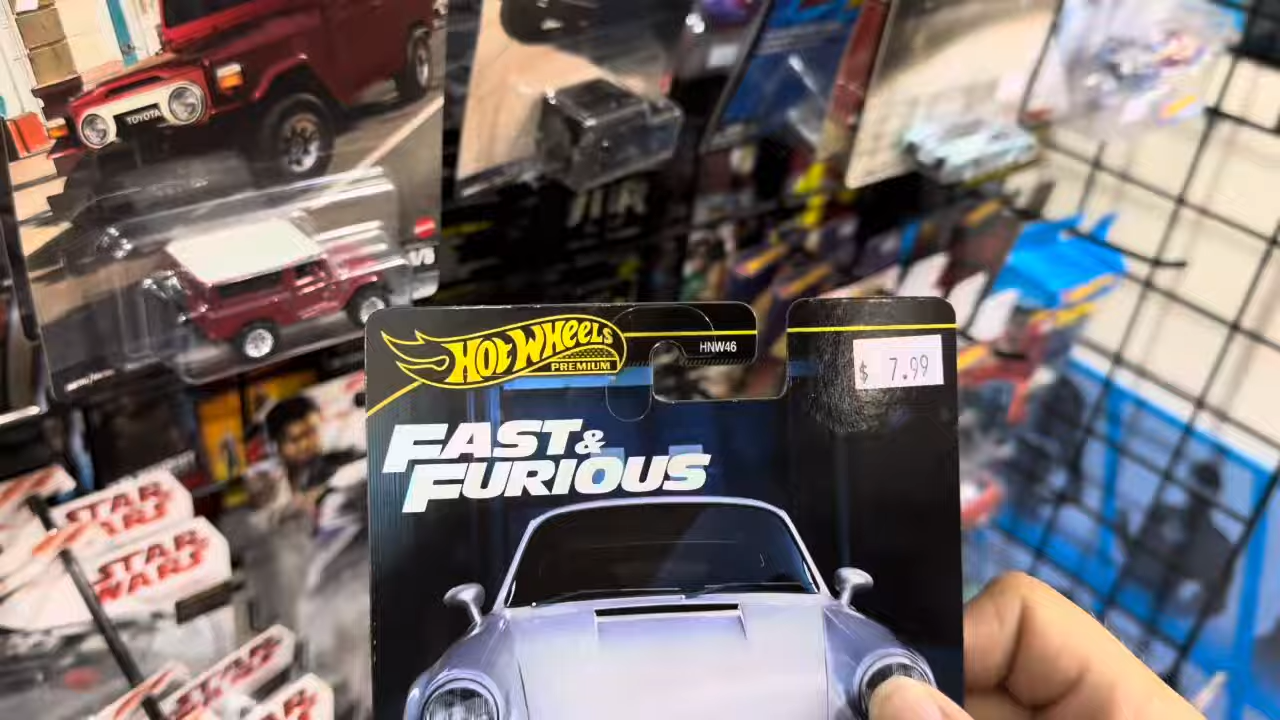 TOYOTA
HOT WHEELS
PREMIUM
HNW46
$ 7.99
FAST &
FURIOUS
STAR
WARS
STAR
WARS
STAR
WARS